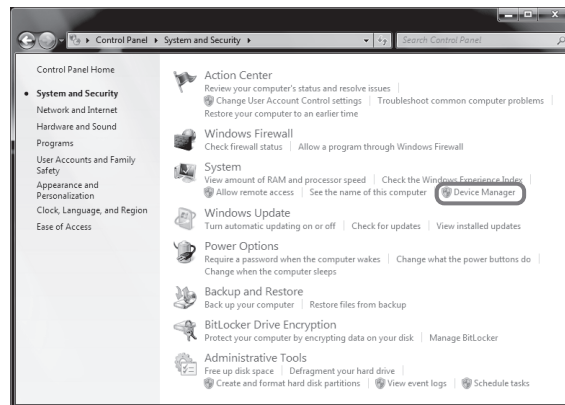 Control Panel System and Security Search Control Panel
Control Panel Home
System and Security
Network and Internet
Hardware and Sound
Programs
User Accounts and Family
Safety
Appearance and
Personalization
Clock, Language, and Region
Ease of Access
Action Center
Review your computer's status and resolve issues
Change User Account Control settings Troubleshoot common computer problems
Restore your computer to an earlier time
Windows Firewall
Check firewall status Allow a program through Windows Firewall
System
View amount of RAM and processor speed Check the Windows Experience Index
Allow remote access See the name of this computer Device Manager
Windows Update
Turn automatic updating on or off Check for updates View installed updates
Power Options
Require a password when the computer wakes Change what the power buttons do
Change when the computer sleeps
Backup and Restore
Back up your computer Restore files from backup
BitLocker Drive Encryption
Protect your computer by encrypting data on your disk Manage BitLocker
Administrative Tools
Free up disk space Defragment your hard drive
Create and format hard disk partitions View event logs Schedule tasks